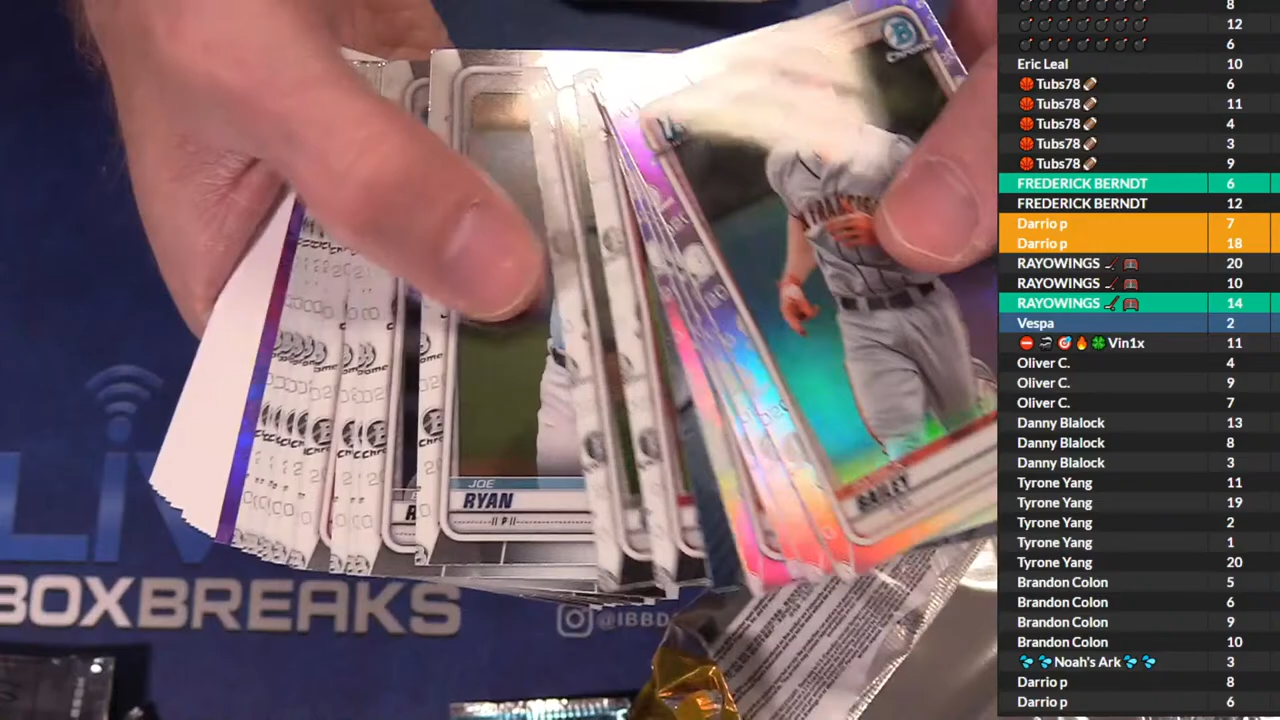 8
12
6
Eric Leal 10
Tubs78 6
Tubs78 11
Tubs78 4
Tubs78 3
Tubs78 9
FREDERICK BERNDT 6
FREDERICK BERNDT 12
Darrio p 7
Darrio p 18
RAYOWINGS 20
RAYOWINGS 10
RAYOWINGS 14
Vespa 2
Vin1x 11
Oliver C. 4
Oliver C. 9
Oliver C. 7
Danny Blalock 13
Danny Blalock 8
Danny Blalock 3
Tyrone Yang 11
Tyrone Yang 19
Tyrone Yang 2
Tyrone Yang 1
Tyrone Yang 20
Brandon Colon 5
Brandon Colon 6
Brandon Colon 9
Brandon Colon 10
Noah's Ark 3
Darrio p 8
Darrio p 6
JOE
RYAN
P
BAILEY
BOXBREAKS
@IBBD